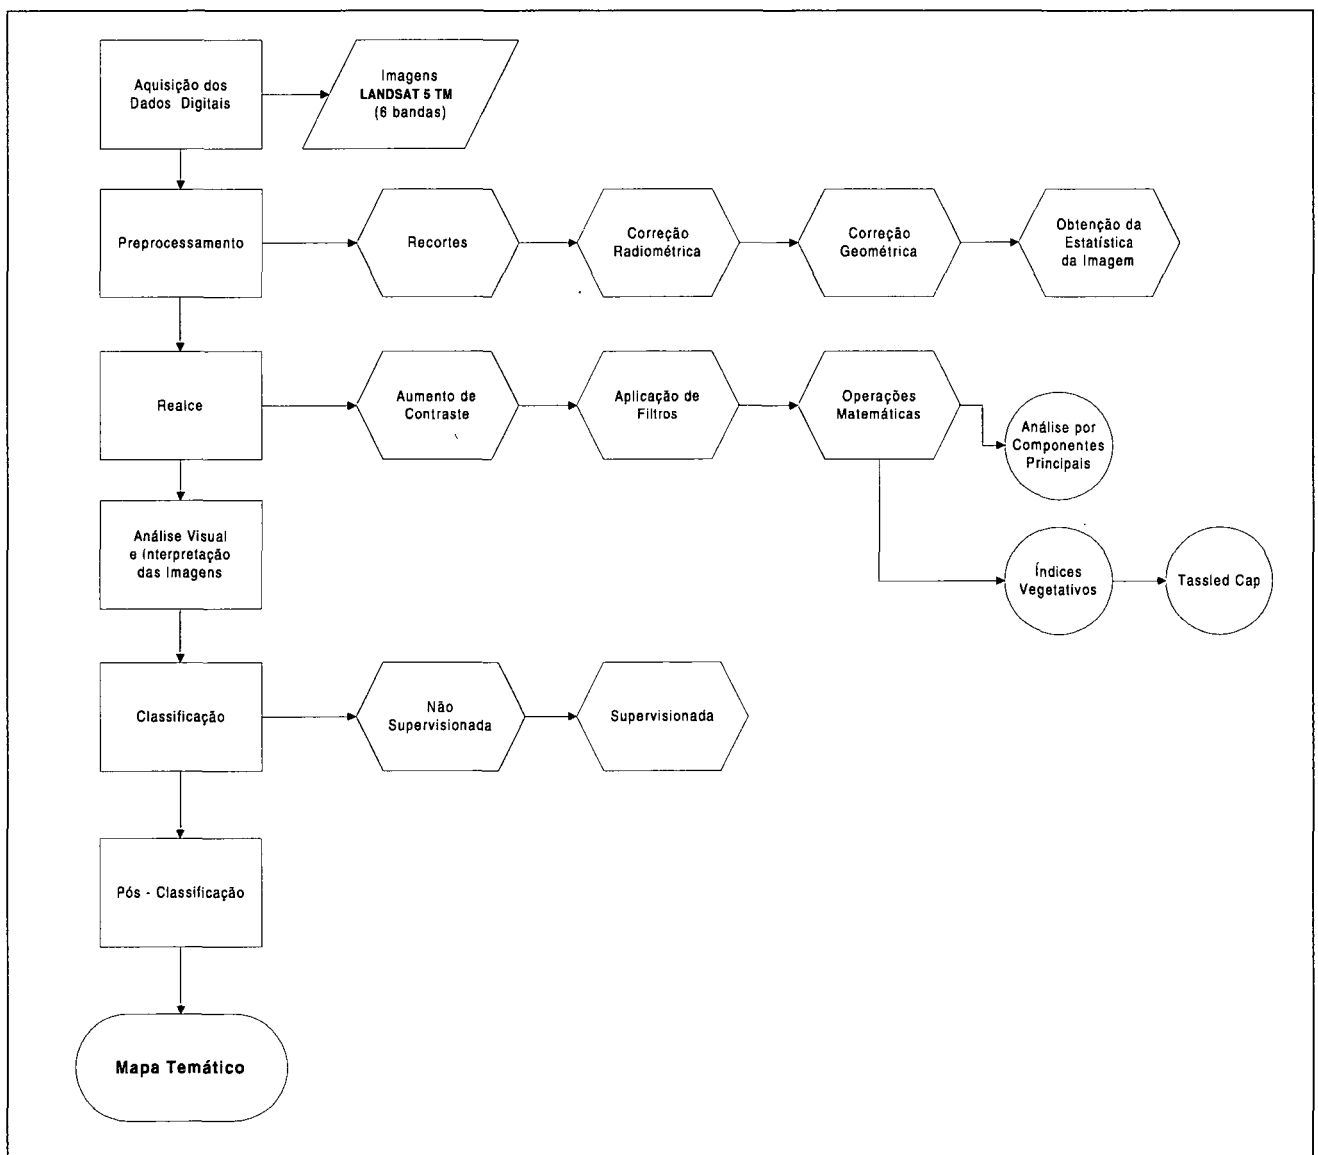 Aquisição dos
Dados Digitais
Imagens
LANDSAT 5 TM
(6 bandas)
Preprocessamento
Recortes
Correção
Radiométrica
Correção
Geométrica
Obtenção da
Estatística
da Imagem
Realce
Aumento de
Contraste
Aplicação de
Filtros
Operações
Matemáticas
Análise por
Componentes
Principais
Análise Visual
e Interpretação
das Imagens
Índices
Vegetativos
Tassled Cap
Classificação
Não
Supervisionada
Supervisionada
Pós - Classificação
Mapa Temático